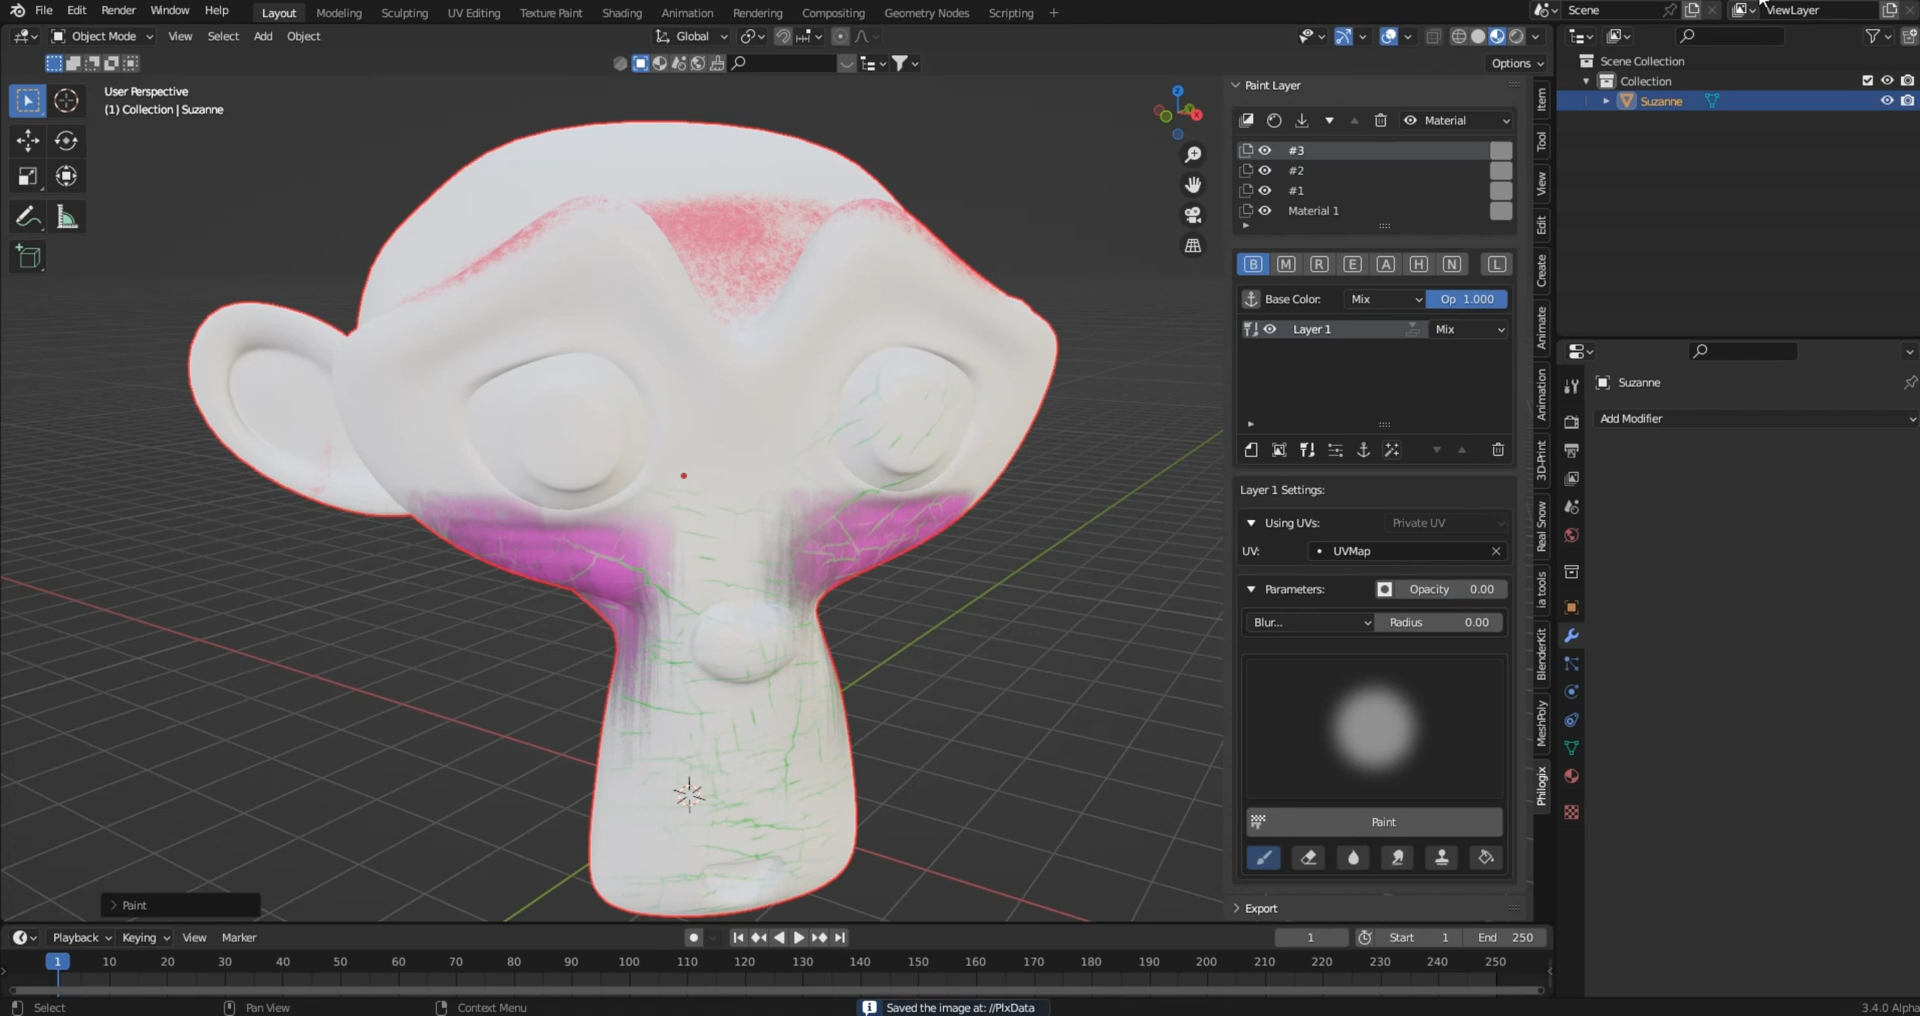 File Edit Render Window Help Layout Modeling Sculpting UV Editing Texture Paint Shading Animation Rendering Compositing Geometry Nodes Scripting + Scene ViewLayer
Object Mode View Select Add Object Global
Options
User Perspective
(1) Collection | Suzanne
Z
X
Paint Layer
Material
#3
#2
#1
Material 1
B M R E A H N L
Base Color: Mix Op 1.000
Layer 1 Mix
Layer 1 Settings:
Using UVs: Private UV
UV: UVMap
Parameters: Opacity 0.00
Blur... Radius 0.00
Paint
Export
Item
Tool
View
Edit
Create
Animate
Animation
3D-Print
Real Snow
ia tools
BlenderKit
MeshPoly
Philogix
Scene Collection
Collection
Suzanne
Suzanne
Add Modifier
Paint
Playback Keying View Marker 1 Start 1 End 250
1 10 20 30 40 50 60 70 80 90 100 110 120 130 140 150 160 170 180 190 200 210 220 230 240 250
Select Pan View Context Menu Saved the image at: //PlxData 3.4.0 Alpha